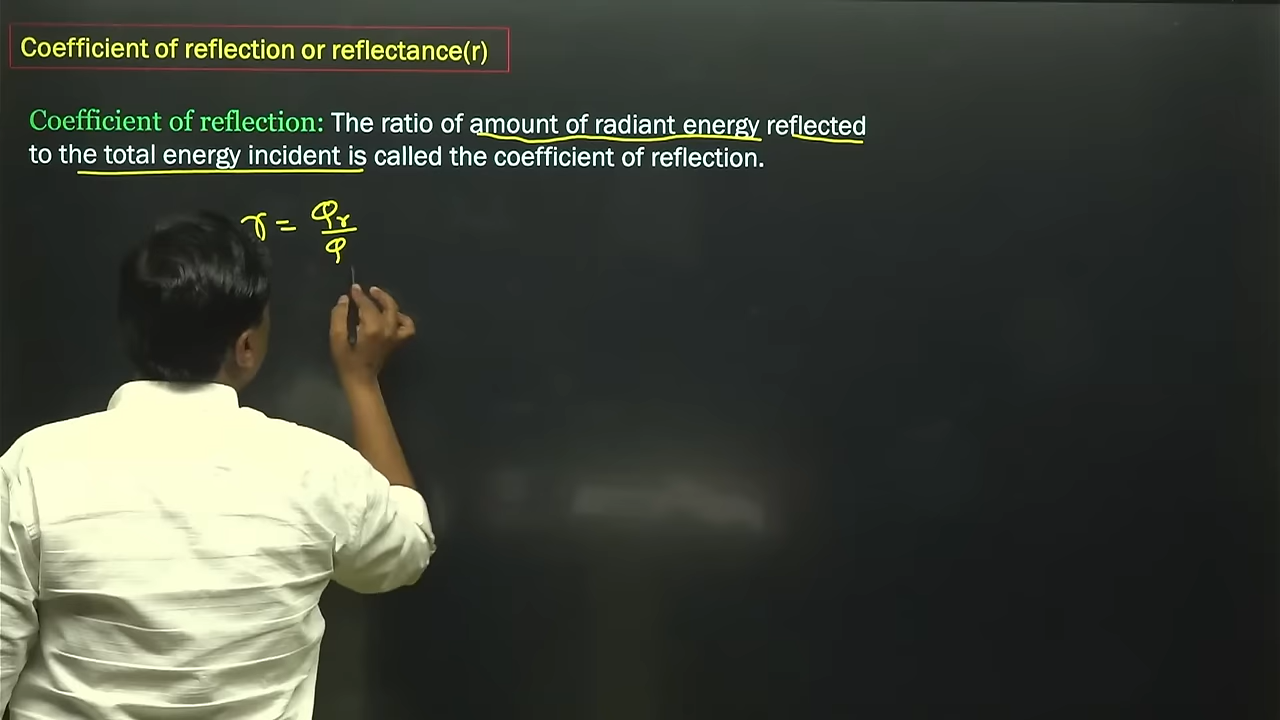 Coefficient of reflection or reflectance(r)
Coefficient of reflection: The ratio of amount of radiant energy reflected
to the total energy incident is called the coefficient of reflection.
r = Qr/Q